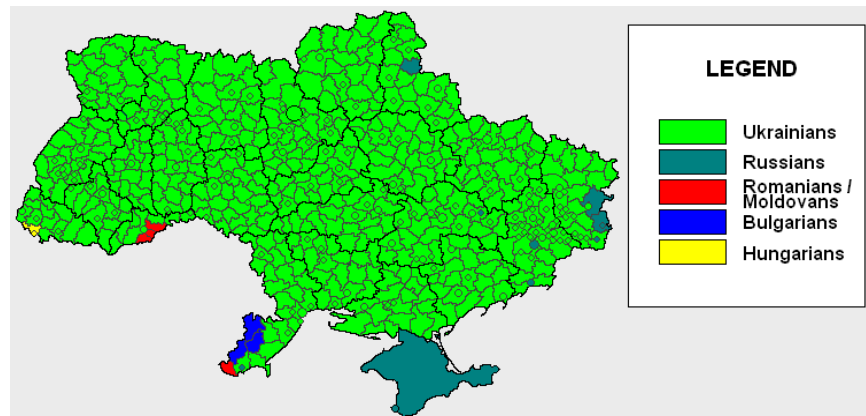 LEGEND
Ukrainians
Russians
Romanians /
Moldovans
Bulgarians
Hungarians